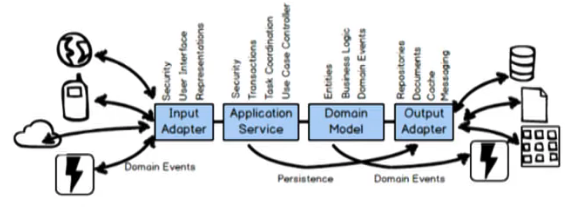 Security
User Interface
Representations
Security
Transactions
Task Coordination
Use Case Controller
Entities
Business Logic
Domain Events
Repositories
Documents
Cache
Messaging
Input
Adapter
Application
Service
Domain
Model
Output
Adapter
Domain Events
Persistence
Domain Events